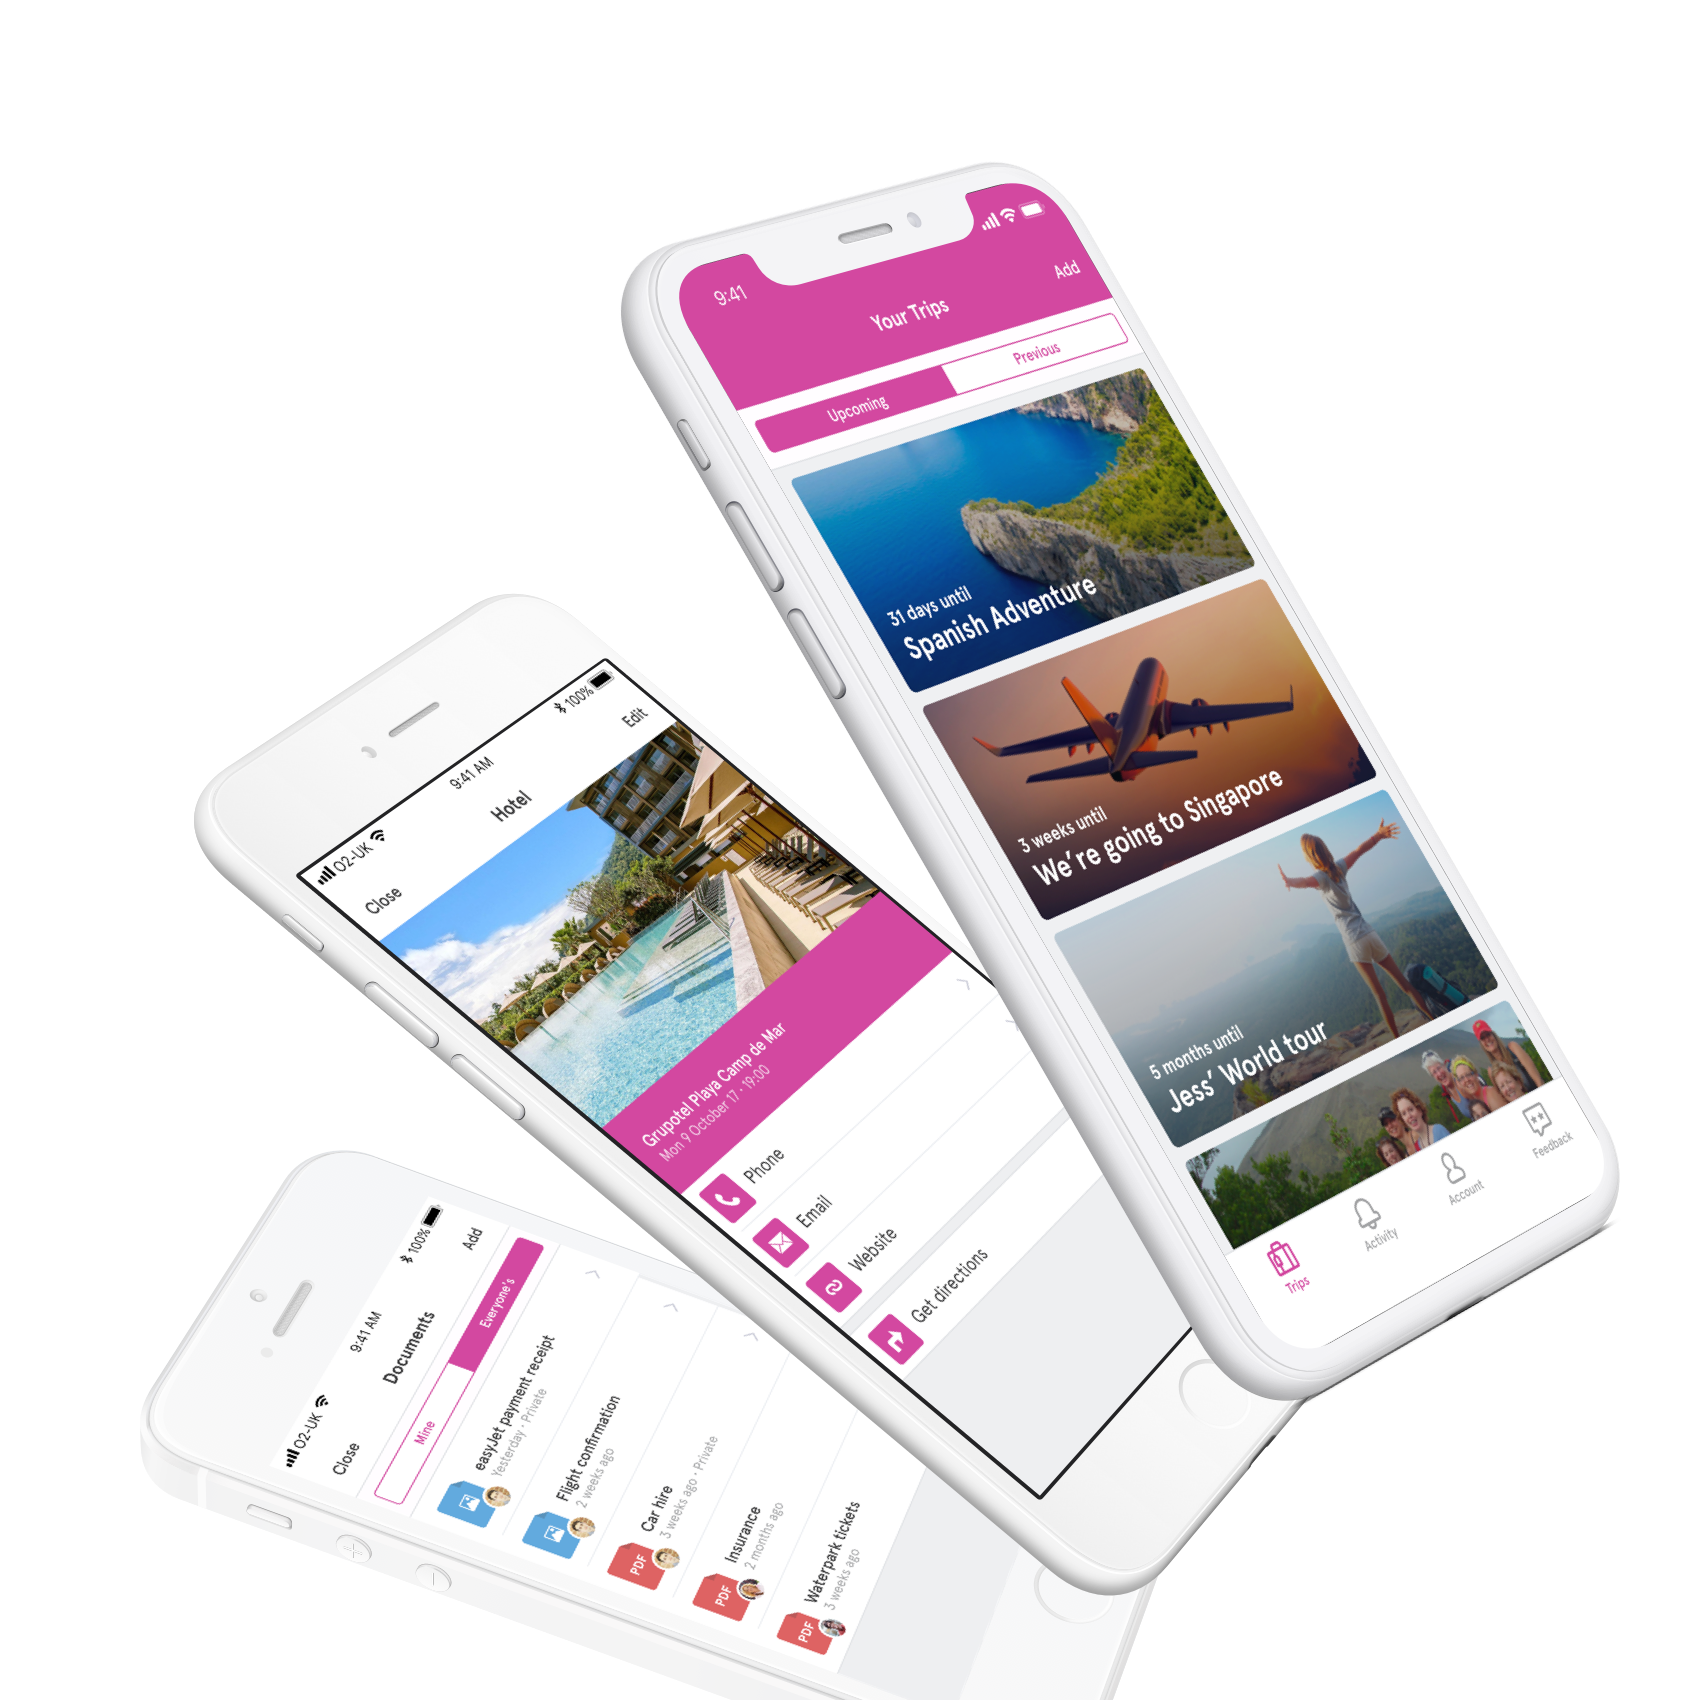 9:41
Add
Your Trips
Upcoming
Previous
31 days until
Spanish Adventure
3 weeks until
We're going to Singapore
5 months until
Jess' World tour
Trips
Activity
Account
Feedback
O2-UK
9:41 AM
100%
Close
Hotel
Edit
Grupotel Playa Camp de Mar
Mon 9 October 17 · 19:00
Phone
Email
Website
Get directions
O2-UK
9:41 AM
100%
Close
Documents
Add
Mine
Everyone's
easyJet payment receipt
Yesterday · Private
Flight confirmation
2 weeks ago
PDF
Car hire
3 weeks ago · Private
PDF
Insurance
2 months ago
PDF
Waterpark tickets
3 weeks ago